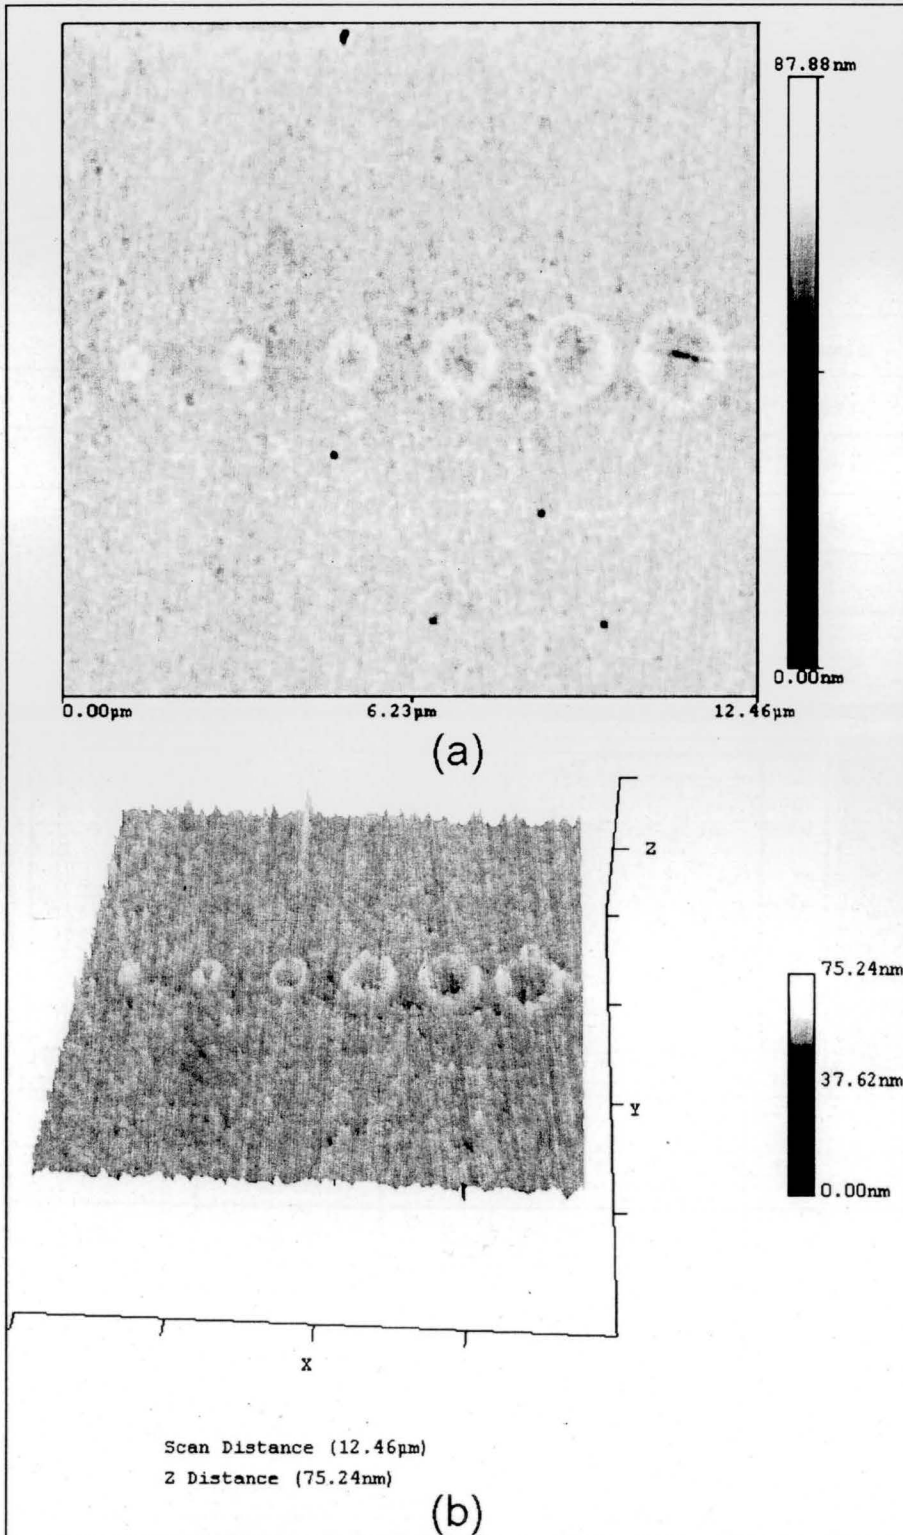 87.88nm
0.00nm
0.00µm 6.23µm 12.46µm
(a)
Z
75.24nm
37.62nm
Y
0.00nm
X
Scan Distance (12.46µm)
Z Distance (75.24nm)
(b)